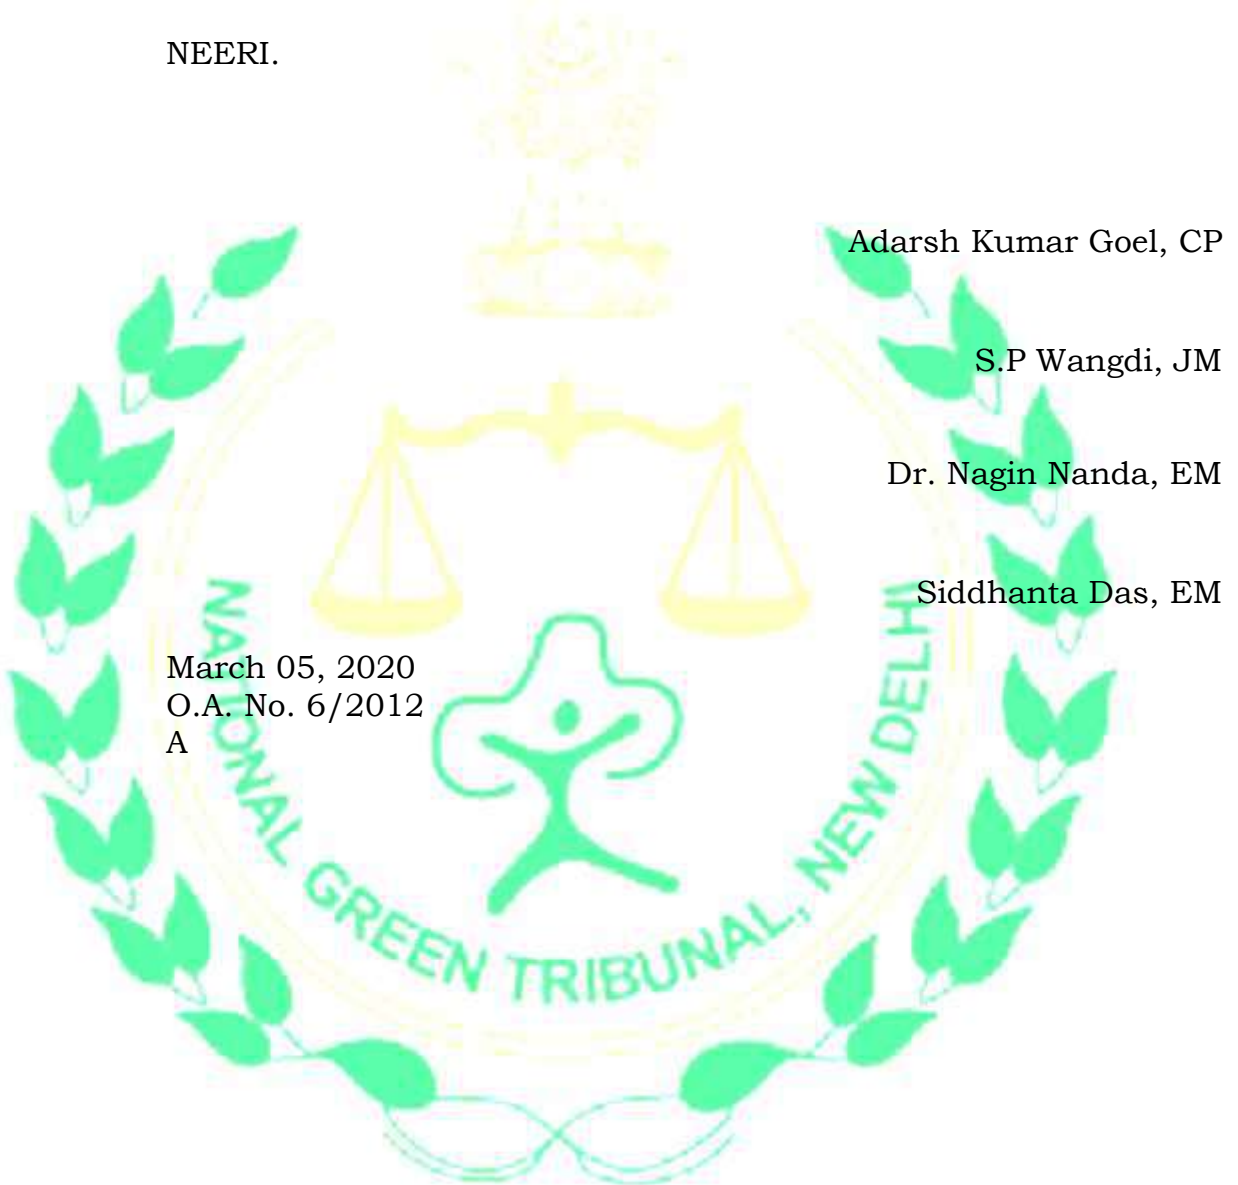 NEERI.
Adarsh Kumar Goel, CP
S.P Wangdi, JM
Dr. Nagin Nanda, EM
Siddhanta Das, EM
March 05, 2020
O.A. No. 6/2012
A
NATIONAL GREEN TRIBUNAL, NEW DELHI